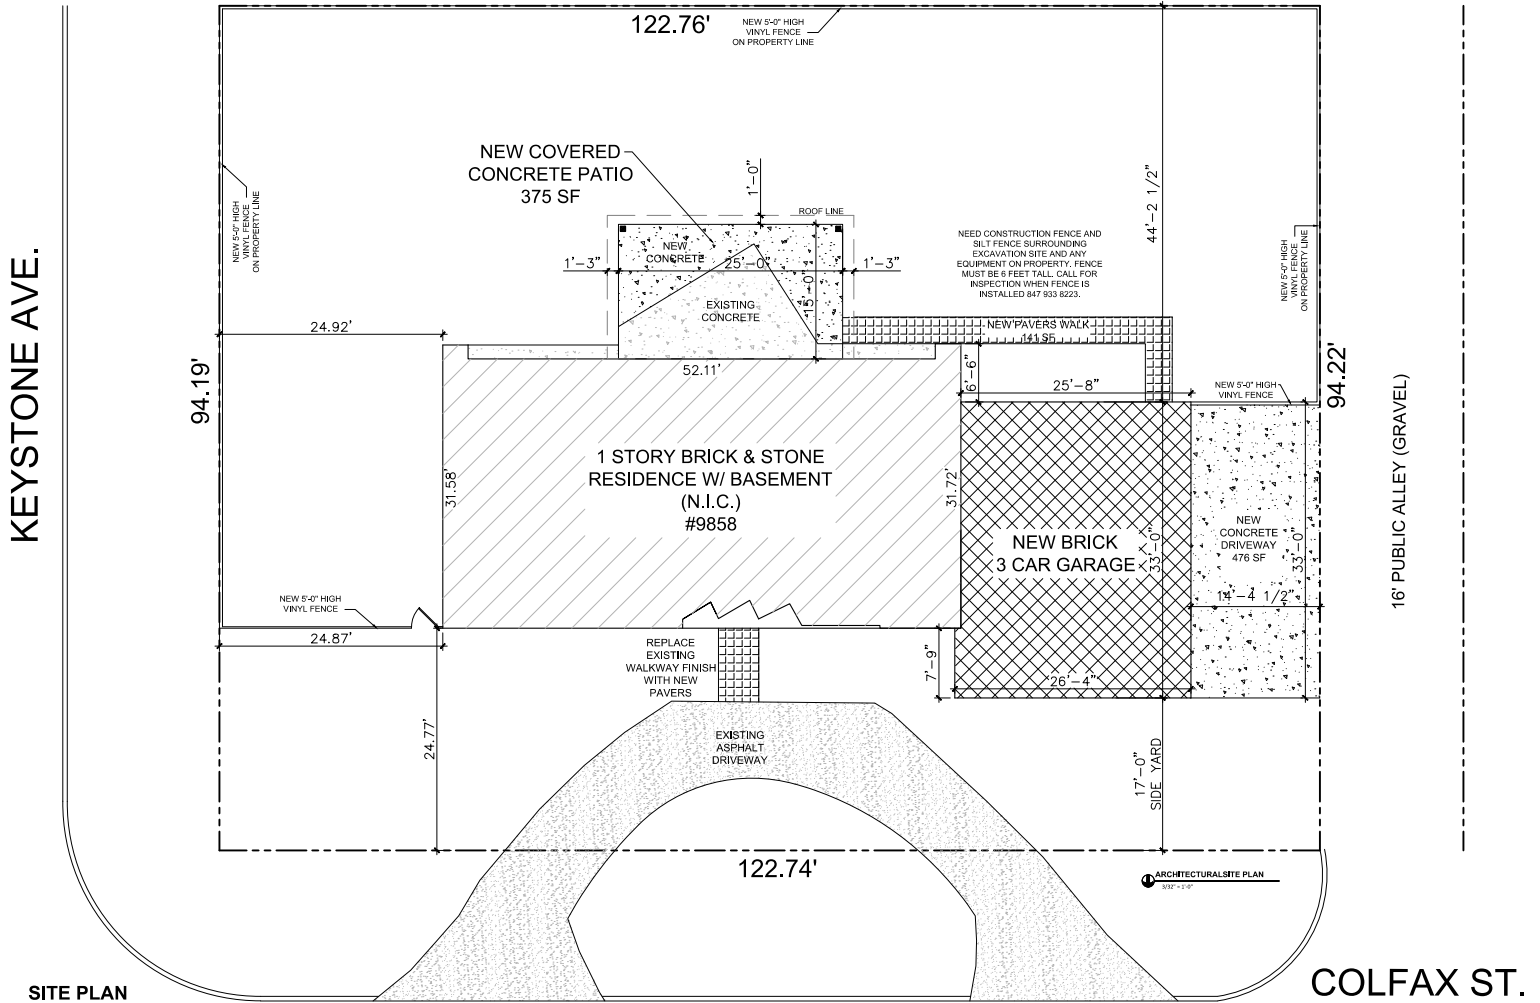 122.76'
NEW 5'-0" HIGH
VINYL FENCE
ON PROPERTY LINE
NEW COVERED
CONCRETE PATIO
375 SF
1'-0"
ROOF LINE
44'-2 1/2"
NEW 5'-0" HIGH
VINYL FENCE
ON PROPERTY LINE
NEW
CONCRETE
1'-3"
25'-0"
1'-3"
15'-0"
EXISTING
CONCRETE
NEED CONSTRUCTION FENCE AND
SILT FENCE SURROUNDING
EXCAVATION SITE AND ANY
EQUIPMENT ON PROPERTY. FENCE
MUST BE 6 FEET TALL. CALL FOR
INSPECTION WHEN FENCE IS
INSTALLED 847 933 8223.
NEW 5'-0" HIGH
VINYL FENCE
ON PROPERTY LINE
KEYSTONE AVE.
24.92'
NEW PAVERS WALK
141 SF
94.19'
52.11'
6'-6"
25'-8"
NEW 5'-0" HIGH
VINYL FENCE
94.22'
16' PUBLIC ALLEY (GRAVEL)
31.58'
1 STORY BRICK & STONE
RESIDENCE W/ BASEMENT
(N.I.C.)
#9858
31.72'
NEW BRICK
3 CAR GARAGE
33'-0"
NEW
CONCRETE
DRIVEWAY
476 SF
33'-0"
14'-4 1/2"
NEW 5'-0" HIGH
VINYL FENCE
24.87'
REPLACE
EXISTING
WALKWAY FINISH
WITH NEW
PAVERS
7'-9"
26'-4"
24.77'
EXISTING
ASPHALT
DRIVEWAY
17'-0"
SIDE YARD
122.74'
ARCHITECTURALSITE PLAN
3/32" = 1'-0"
SITE PLAN
COLFAX ST.